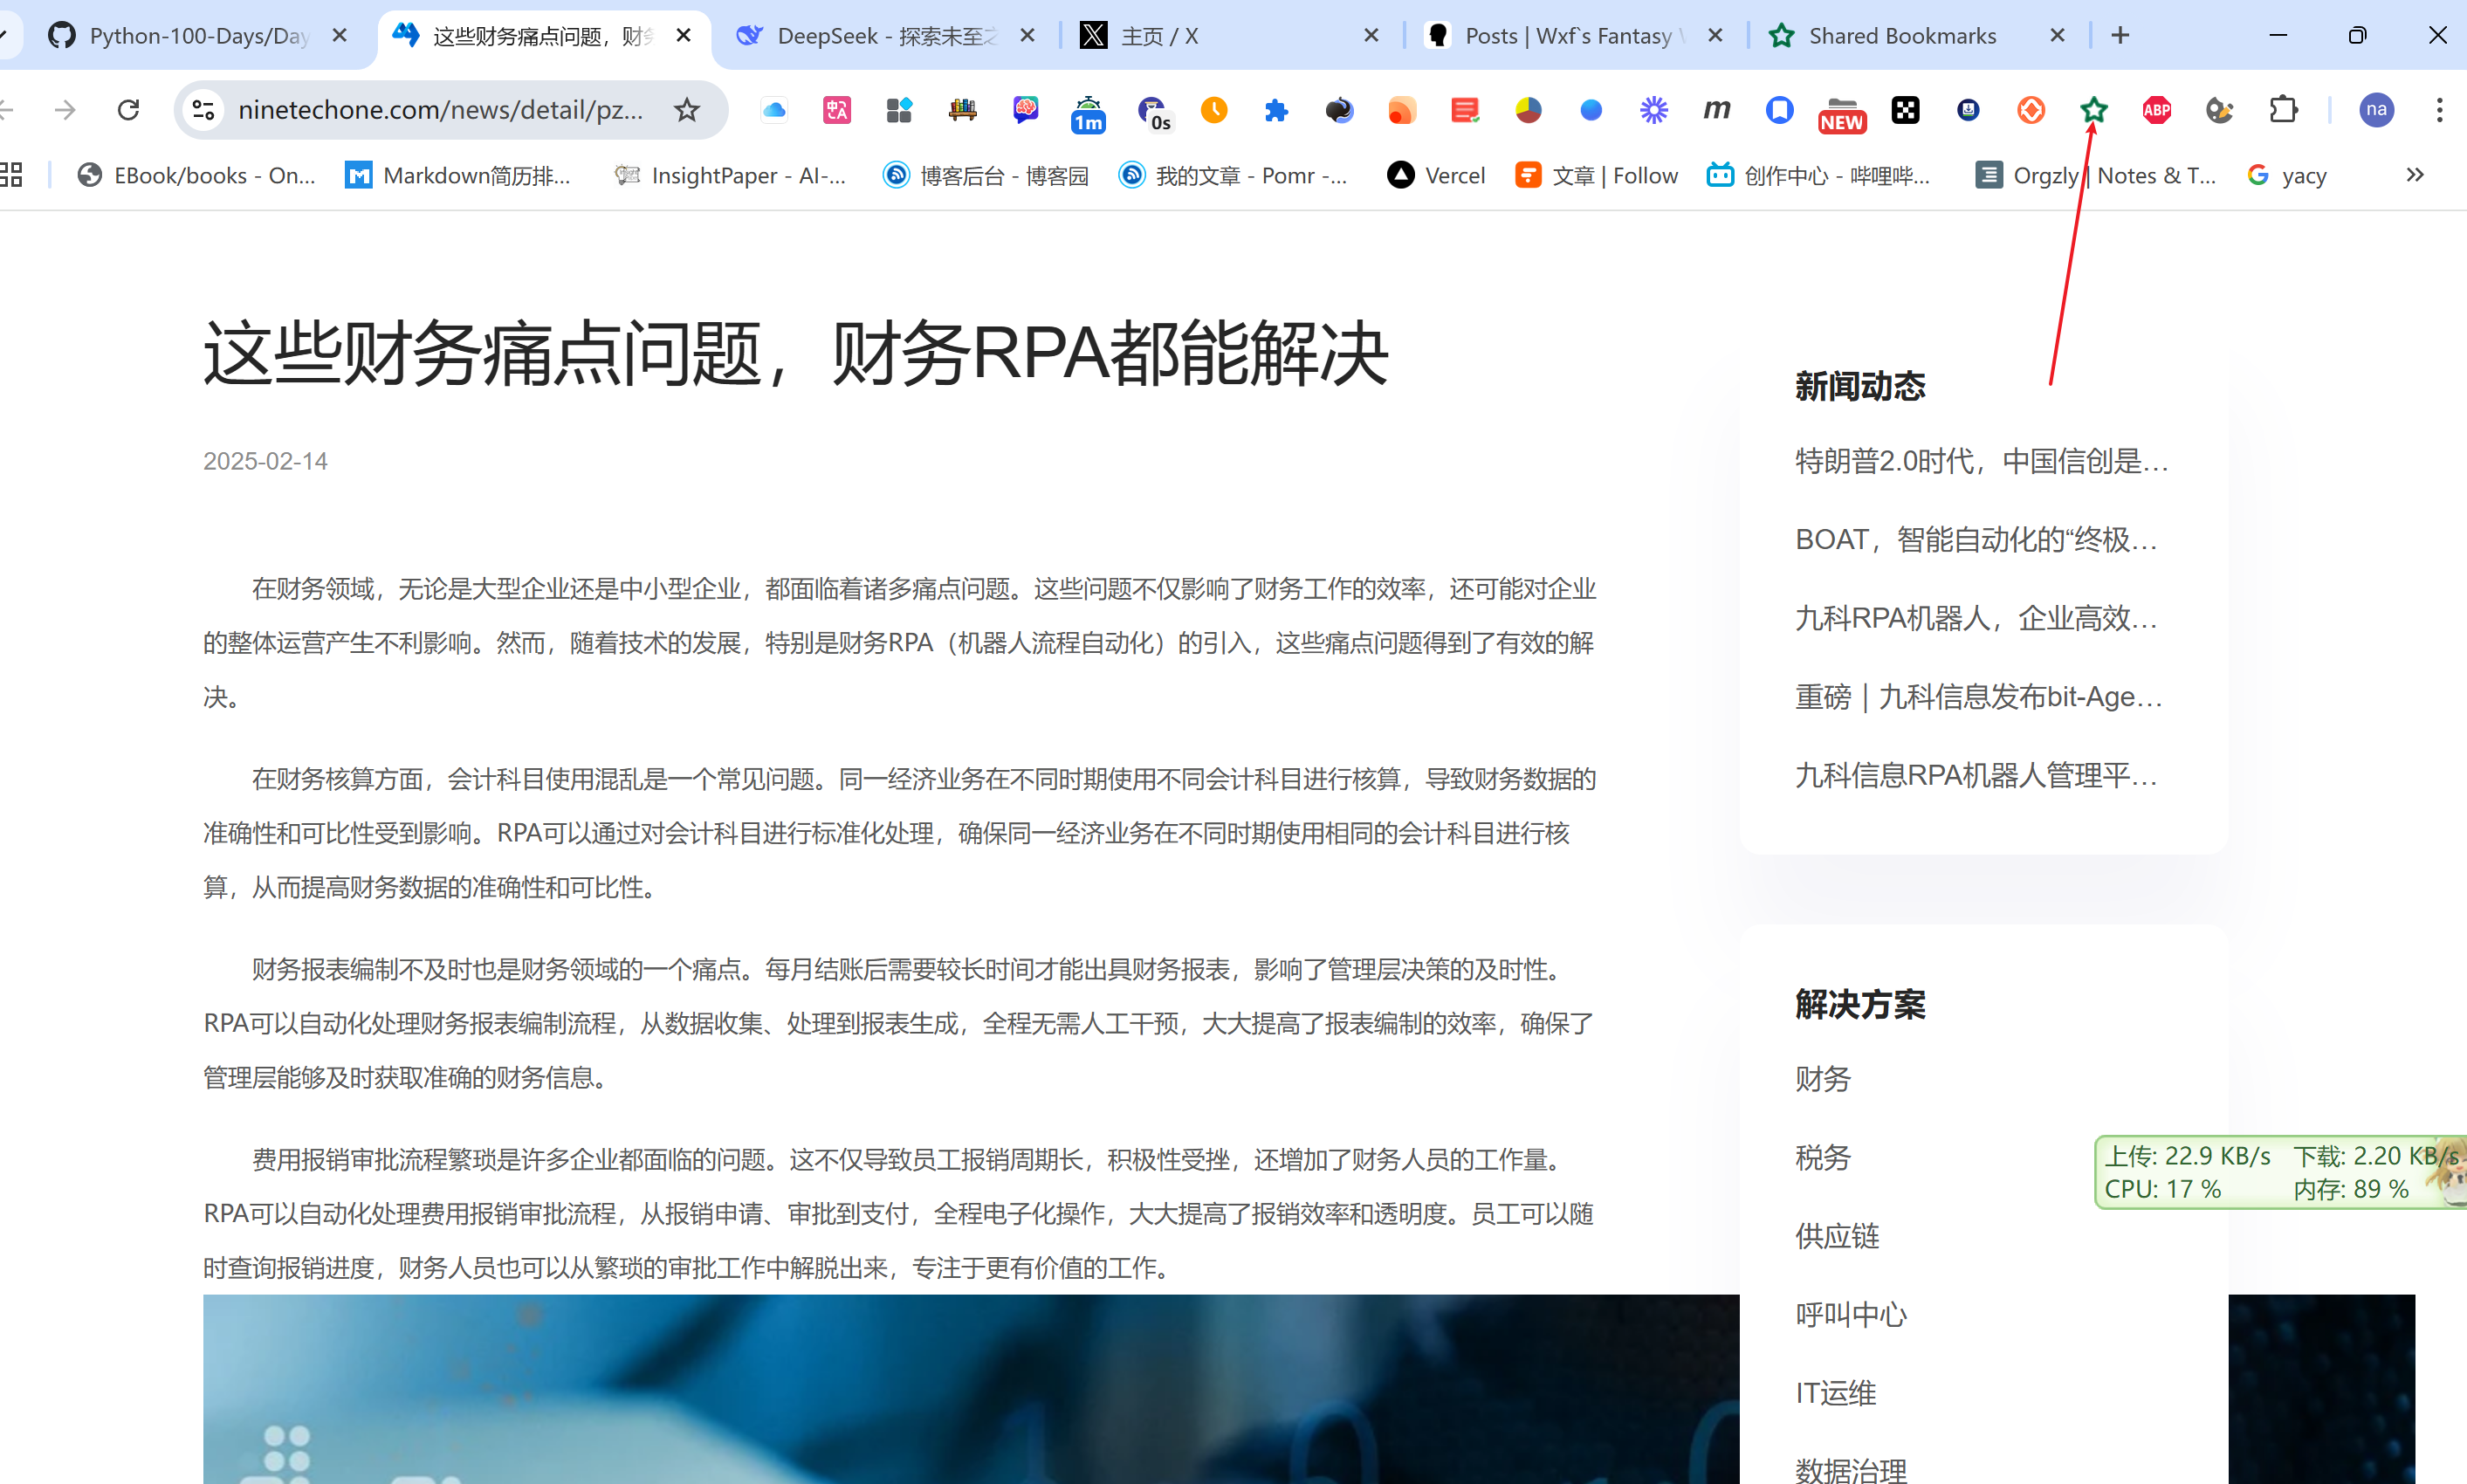 Python-100-Days/Day
这些财务痛点问题，财务
DeepSeek - 探索未至之
主页 / X
Posts | Wxf`s Fantasy
Shared Bookmarks
ninetechone.com/news/detail/pz...
1m
0s
m
NEW
ABP
na
EBook/books - On...
Markdown简历排...
InsightPaper - AI-...
博客后台 - 博客园
我的文章 - Pomr -...
Vercel
文章 | Follow
创作中心 - 哔哩哔...
Orgzly | Notes & T...
yacy
这些财务痛点问题，财务RPA都能解决
2025-02-14
在财务领域，无论是大型企业还是中小型企业，都面临着诸多痛点问题。这些问题不仅影响了财务工作的效率，还可能对企业
的整体运营产生不利影响。然而，随着技术的发展，特别是财务RPA（机器人流程自动化）的引入，这些痛点问题得到了有效的解
决。
在财务核算方面，会计科目使用混乱是一个常见问题。同一经济业务在不同时期使用不同会计科目进行核算，导致财务数据的
准确性和可比性受到影响。RPA可以通过对会计科目进行标准化处理，确保同一经济业务在不同时期使用相同的会计科目进行核
算，从而提高财务数据的准确性和可比性。
财务报表编制不及时也是财务领域的一个痛点。每月结账后需要较长时间才能出具财务报表，影响了管理层决策的及时性。
RPA可以自动化处理财务报表编制流程，从数据收集、处理到报表生成，全程无需人工干预，大大提高了报表编制的效率，确保了
管理层能够及时获取准确的财务信息。
费用报销审批流程繁琐是许多企业都面临的问题。这不仅导致员工报销周期长，积极性受挫，还增加了财务人员的工作量。
RPA可以自动化处理费用报销审批流程，从报销申请、审批到支付，全程电子化操作，大大提高了报销效率和透明度。员工可以随
时查询报销进度，财务人员也可以从繁琐的审批工作中解脱出来，专注于更有价值的工作。
新闻动态
特朗普2.0时代，中国信创是...
BOAT，智能自动化的“终极...
九科RPA机器人，企业高效...
重磅｜九科信息发布bit-Age...
九科信息RPA机器人管理平...
解决方案
财务
税务
供应链
呼叫中心
IT运维
数据治理
上传: 22.9 KB/s 下载: 2.20 KB/s
CPU: 17 % 内存: 89 %